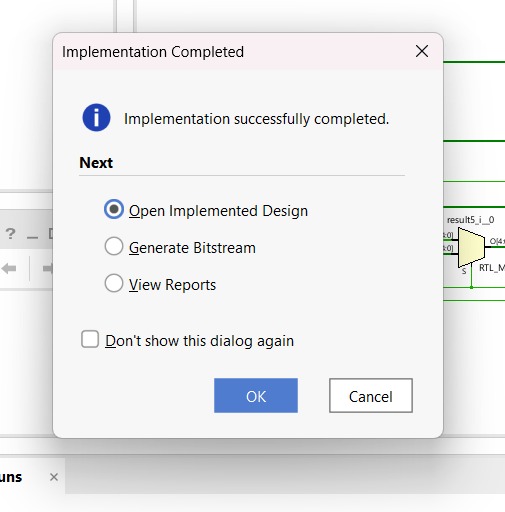 Implementation Completed
Implementation successfully completed.
Next
Open Implemented Design
Generate Bitstream
View Reports
Don't show this dialog again
OK
Cancel
? _
result5_i__0
S
uns ×